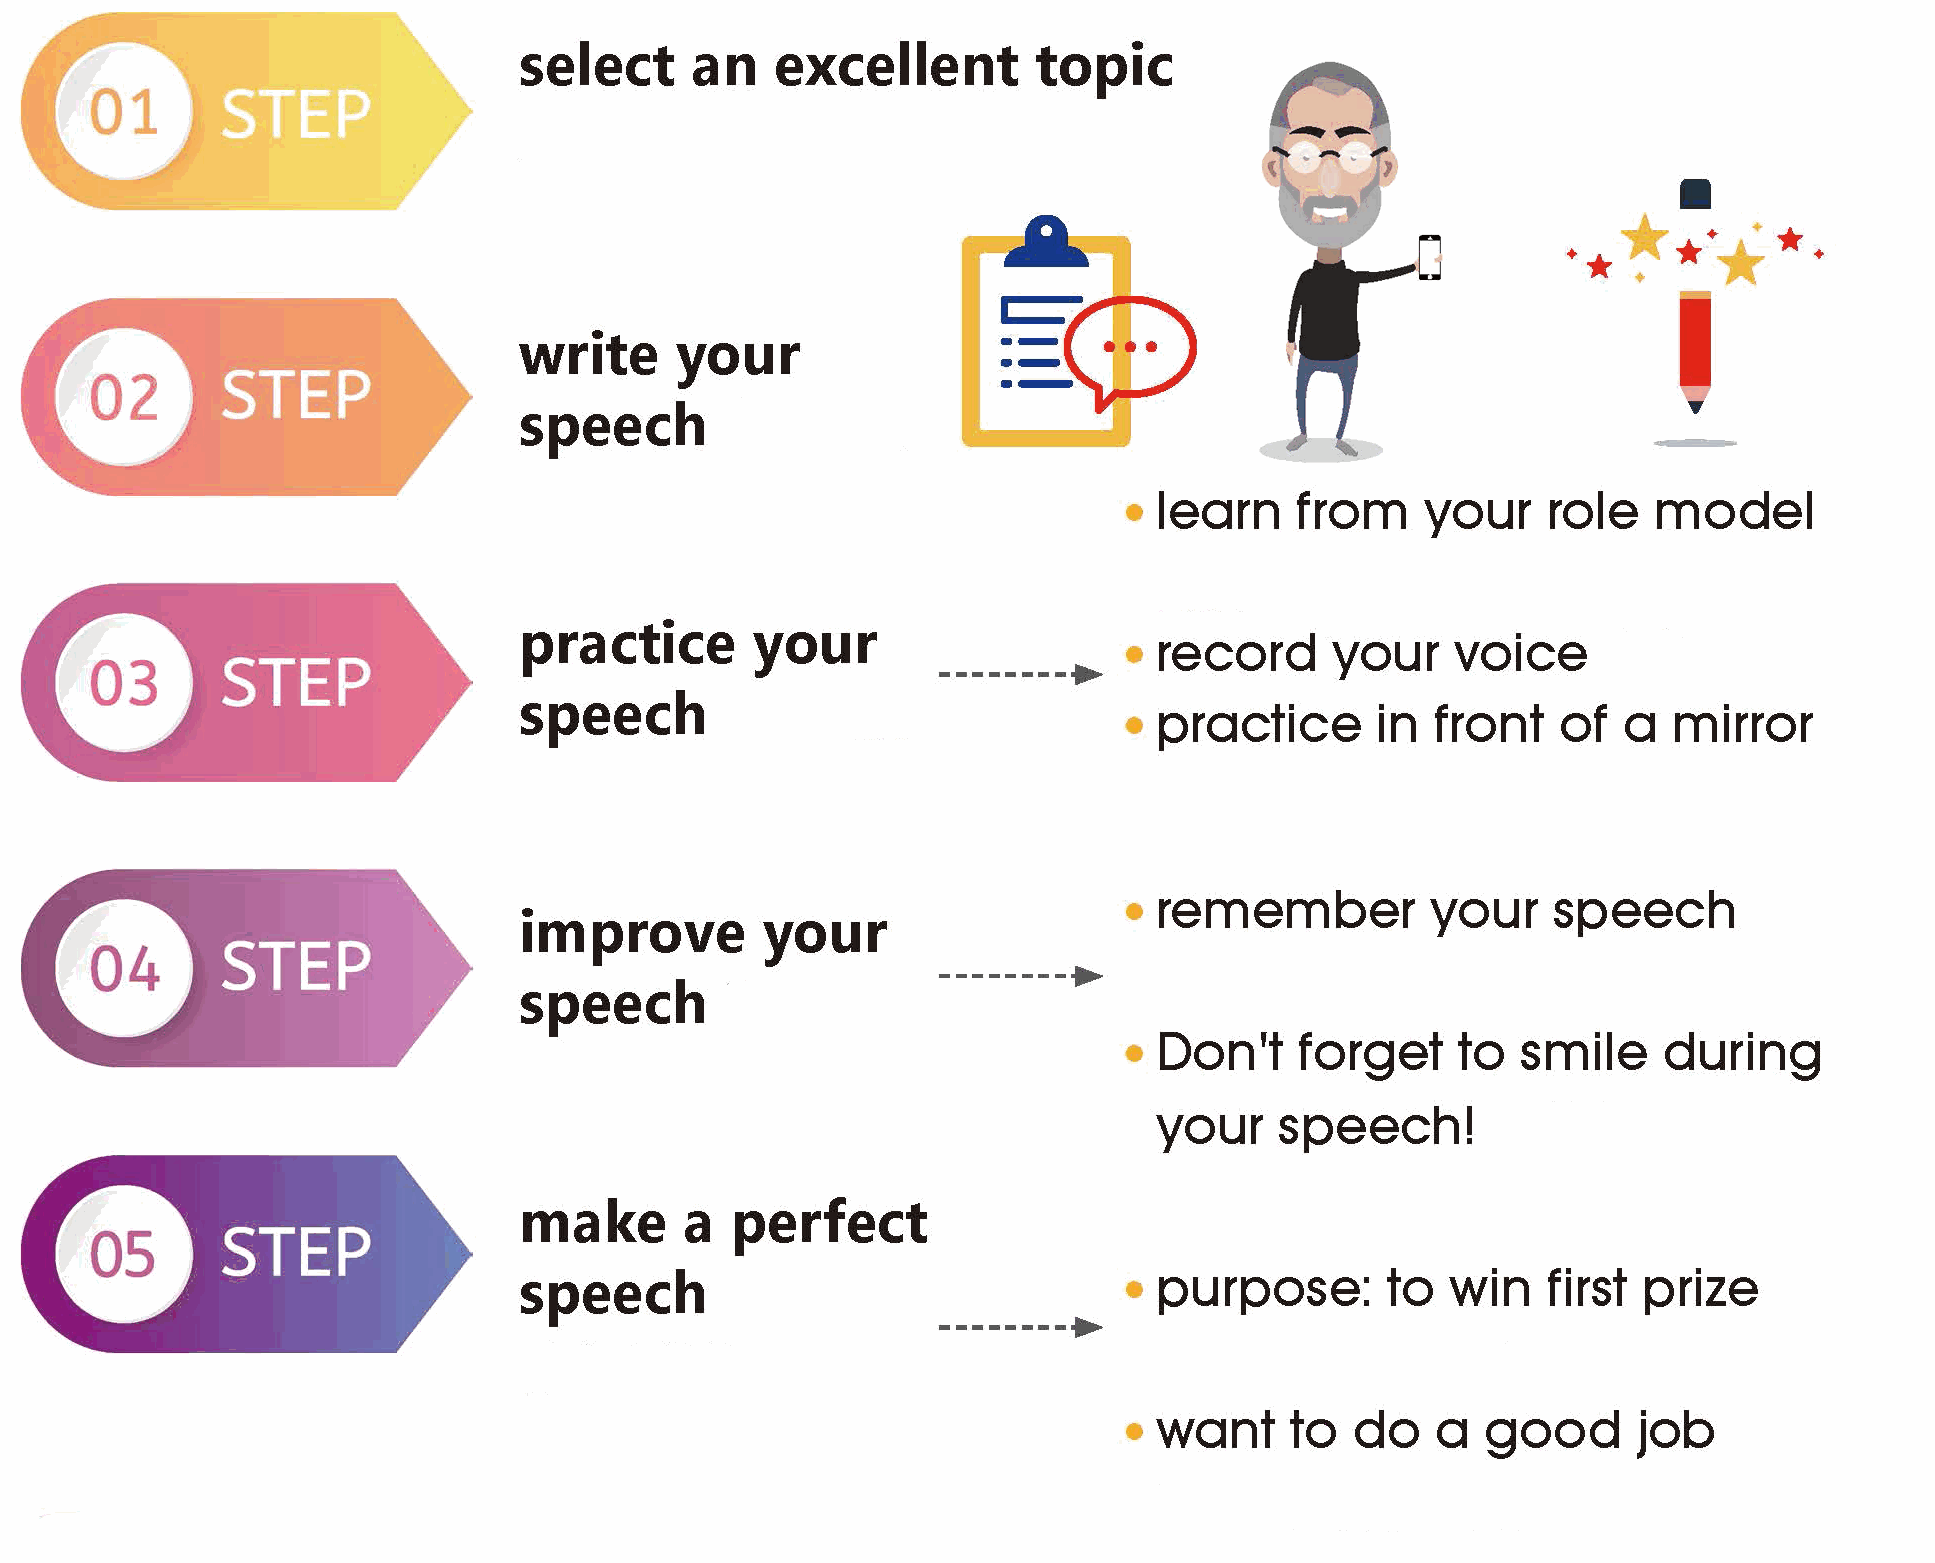 01 STEP
select an excellent topic
02 STEP
write your
speech
• learn from your role model
03 STEP
practice your
speech
• record your voice
• practice in front of a mirror
04 STEP
improve your
speech
• remember your speech
• Don't forget to smile during
your speech!
05 STEP
make a perfect
speech
• purpose: to win first prize
• want to do a good job